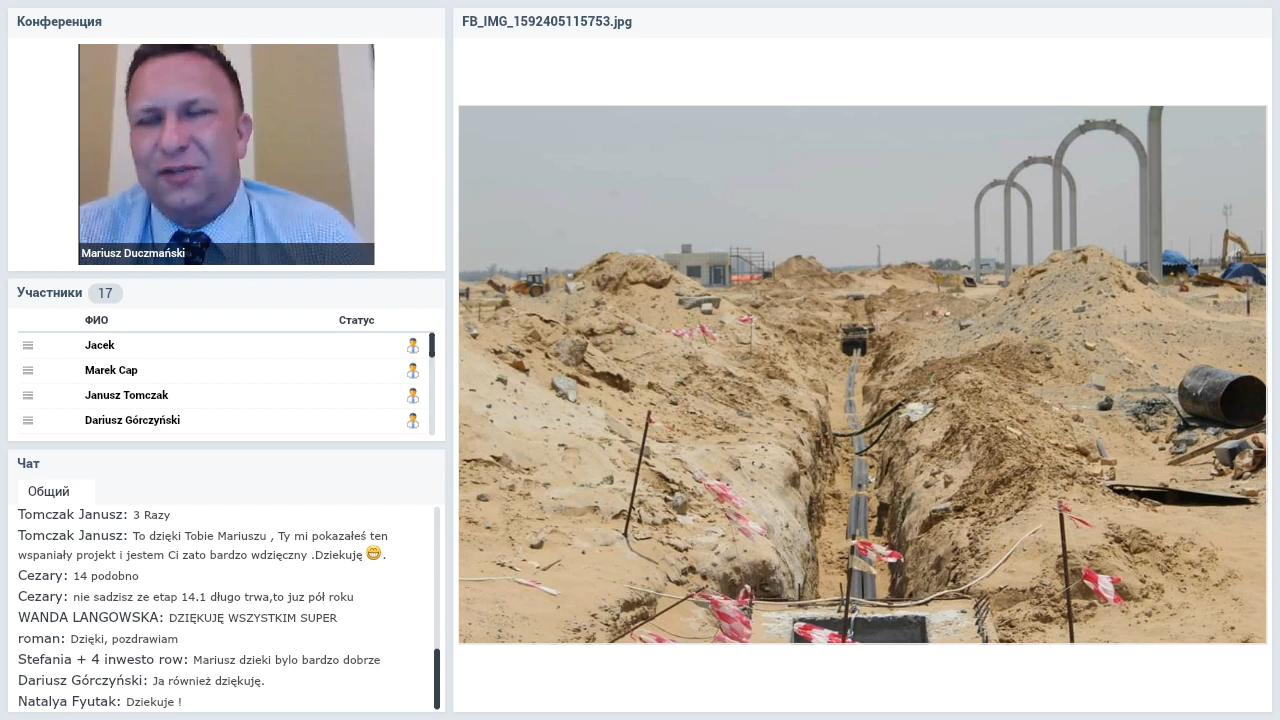 Конференция
Mariusz Duczmański
Участники 17
ФИО Статус
Jacek
Marek Cap
Janusz Tomczak
Dariusz Górczyński
Чат
Общий
Tomczak Janusz: 3 Razy
Tomczak Janusz: To dzięki Tobie Mariuszu , Ty mi pokazałeś ten
wspaniały projekt i jestem Ci zato bardzo wdzięczny .Dziekuję 😁.
Cezary: 14 podobno
Cezary: nie sadzisz ze etap 14.1 długo trwa,to juz pół roku
WANDA LANGOWSKA: DZIĘKUJĘ WSZYSTKIM SUPER
roman: Dzięki, pozdrawiam
Stefania + 4 inwesto row: Mariusz dzieki bylo bardzo dobrze
Dariusz Górczyński: Ja również dziękuję.
Natalya Fyutak: Dziekuje !
FB_IMG_1592405115753.jpg